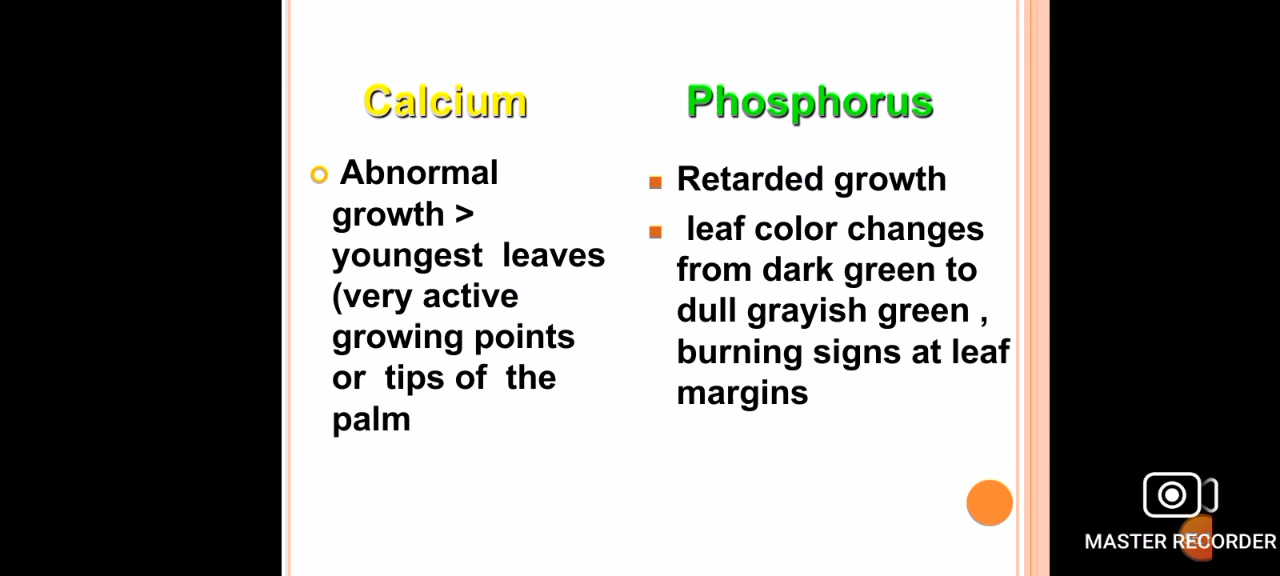 Calcium
Abnormal
growth >
youngest leaves
(very active
growing points
or tips of the
palm
Phosphorus
Retarded growth
leaf color changes
from dark green to
dull grayish green ,
burning signs at leaf
margins
MASTER RECORDER